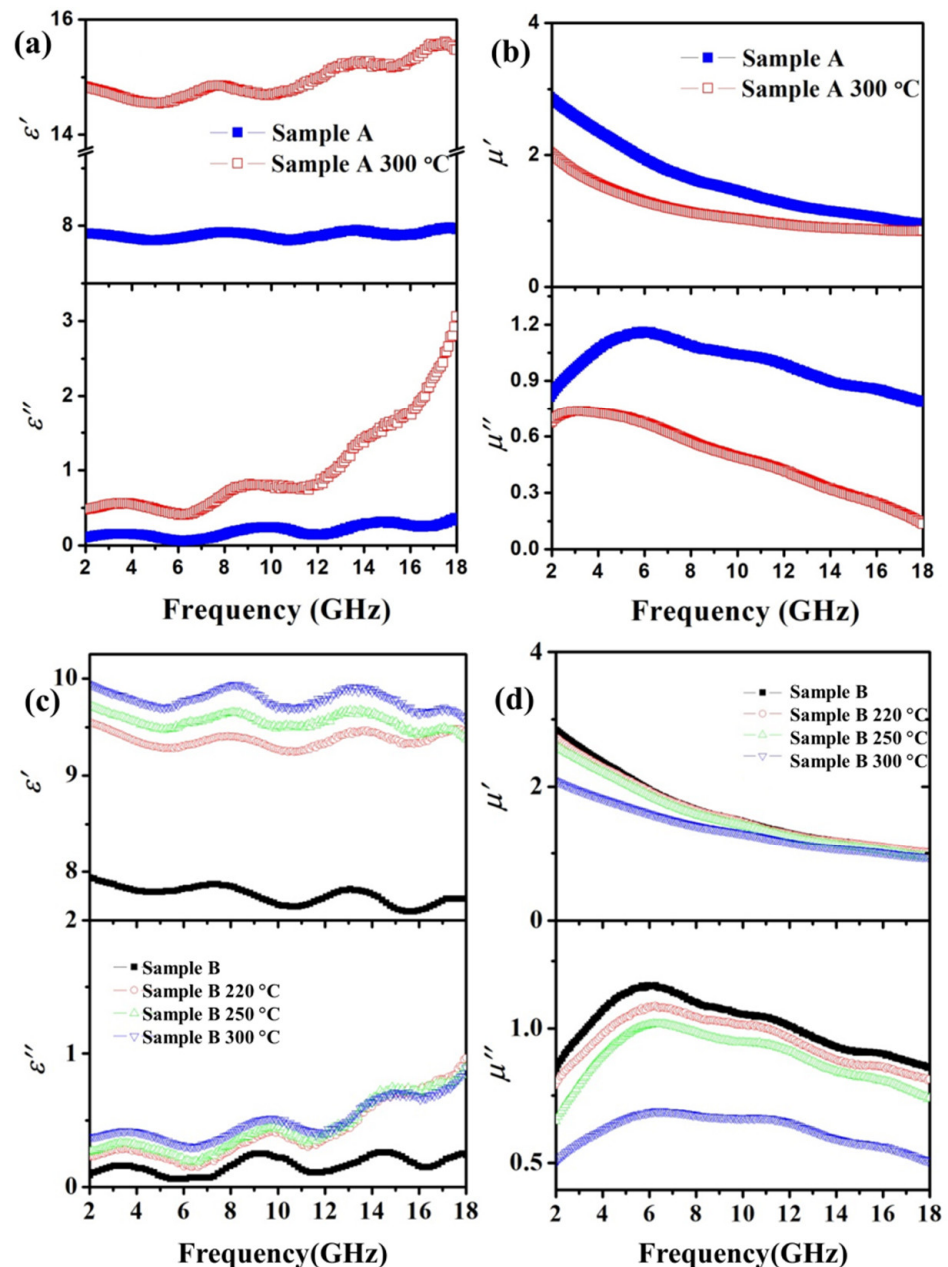 (a)
16
14
8
ε′
Sample A
Sample A 300 °C
3
2
1
0
ε″
2 4 6 8 10 12 14 16 18
Frequency (GHz)
(b)
4
2
0
μ′
Sample A
Sample A 300 °C
1.2
0.9
0.6
0.3
0.0
μ″
2 4 6 8 10 12 14 16 18
Frequency (GHz)
(c)
10
9
8
2
ε′
Sample B
Sample B 220 °C
Sample B 250 °C
Sample B 300 °C
1
0
ε″
2 4 6 8 10 12 14 16 18
Frequency(GHz)
(d)
4
2
0
μ′
Sample B
Sample B 220 °C
Sample B 250 °C
Sample B 300 °C
1.0
0.5
μ″
2 4 6 8 10 12 14 16 18
Frequency(GHz)